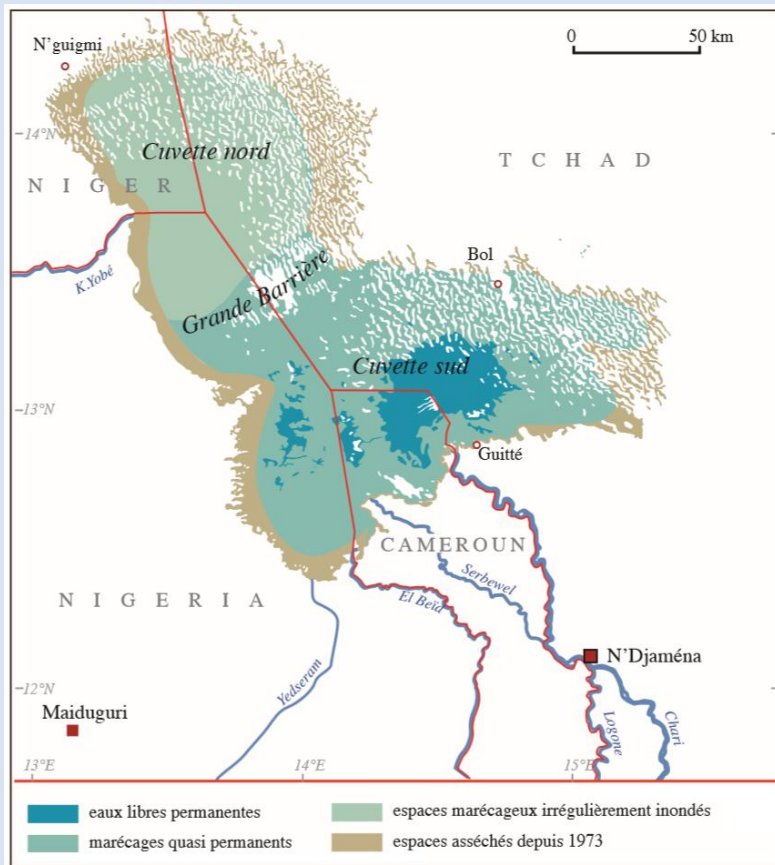 N'guigmi
0 50 km
14°N
Cuvette nord
T C H A D
N I G E R
K.Yobé
Bol
Grande Barrière
Cuvette sud
13°N
Guitté
CAMEROUN
Serbewel
El Beïd
N I G E R I A
N'Djaména
Yedseram
12°N
Maiduguri
Logone
Chari
13°E 14°E 15°E
eaux libres permanentes
espaces marécageux irrégulièrement inondés
marécages quasi permanents
espaces asséchés depuis 1973